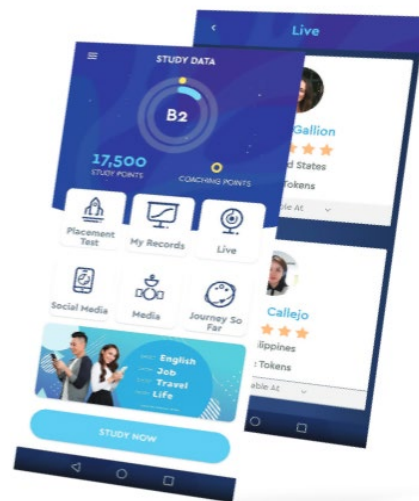 STUDY DATA
B2
17,500
STUDY POINTS
0
COACHING POINTS
Placement
Test
My Records
Live
Social Media
Media
Journey So
Far
English
Job
Travel
Life
STUDY NOW
Live
Gallion
d States
Tokens
ble At
Callejo
ilippines
Tokens
able At